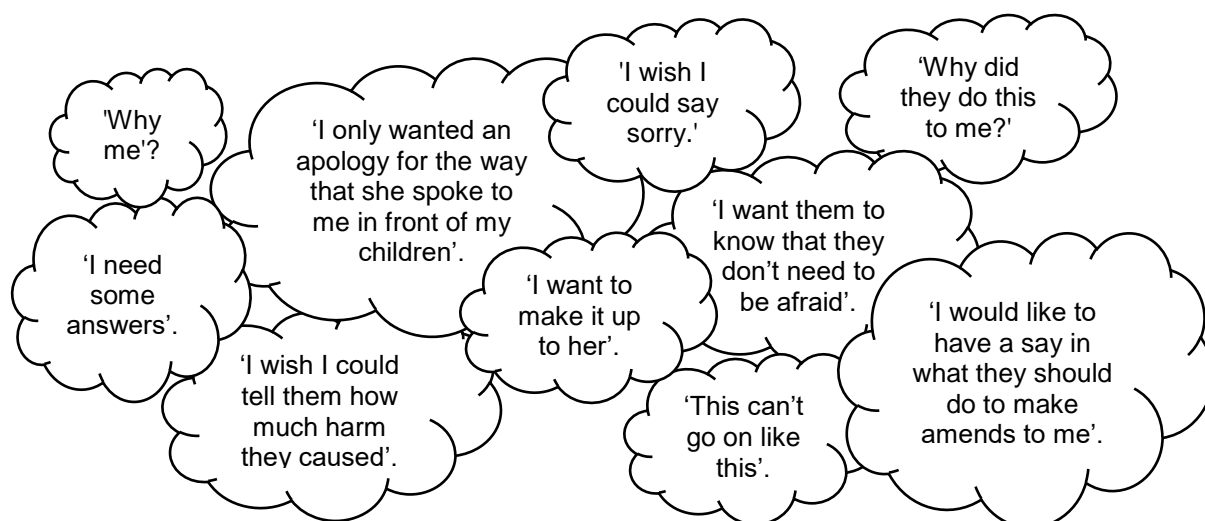 'Why
me'?
‘I only wanted an
apology for the way
that she spoke to
me in front of my
children’.
'I wish I
could say
sorry.'
‘Why did
they do this
to me?'
‘I need
some
answers’.
‘I want to
make it up
to her’.
‘I want them to
know that they
don’t need to
be afraid’.
‘I wish I could
tell them how
much harm
they caused’.
‘This can’t
go on like
this’.
‘I would like to
have a say in
what they should
do to make
amends to me’.